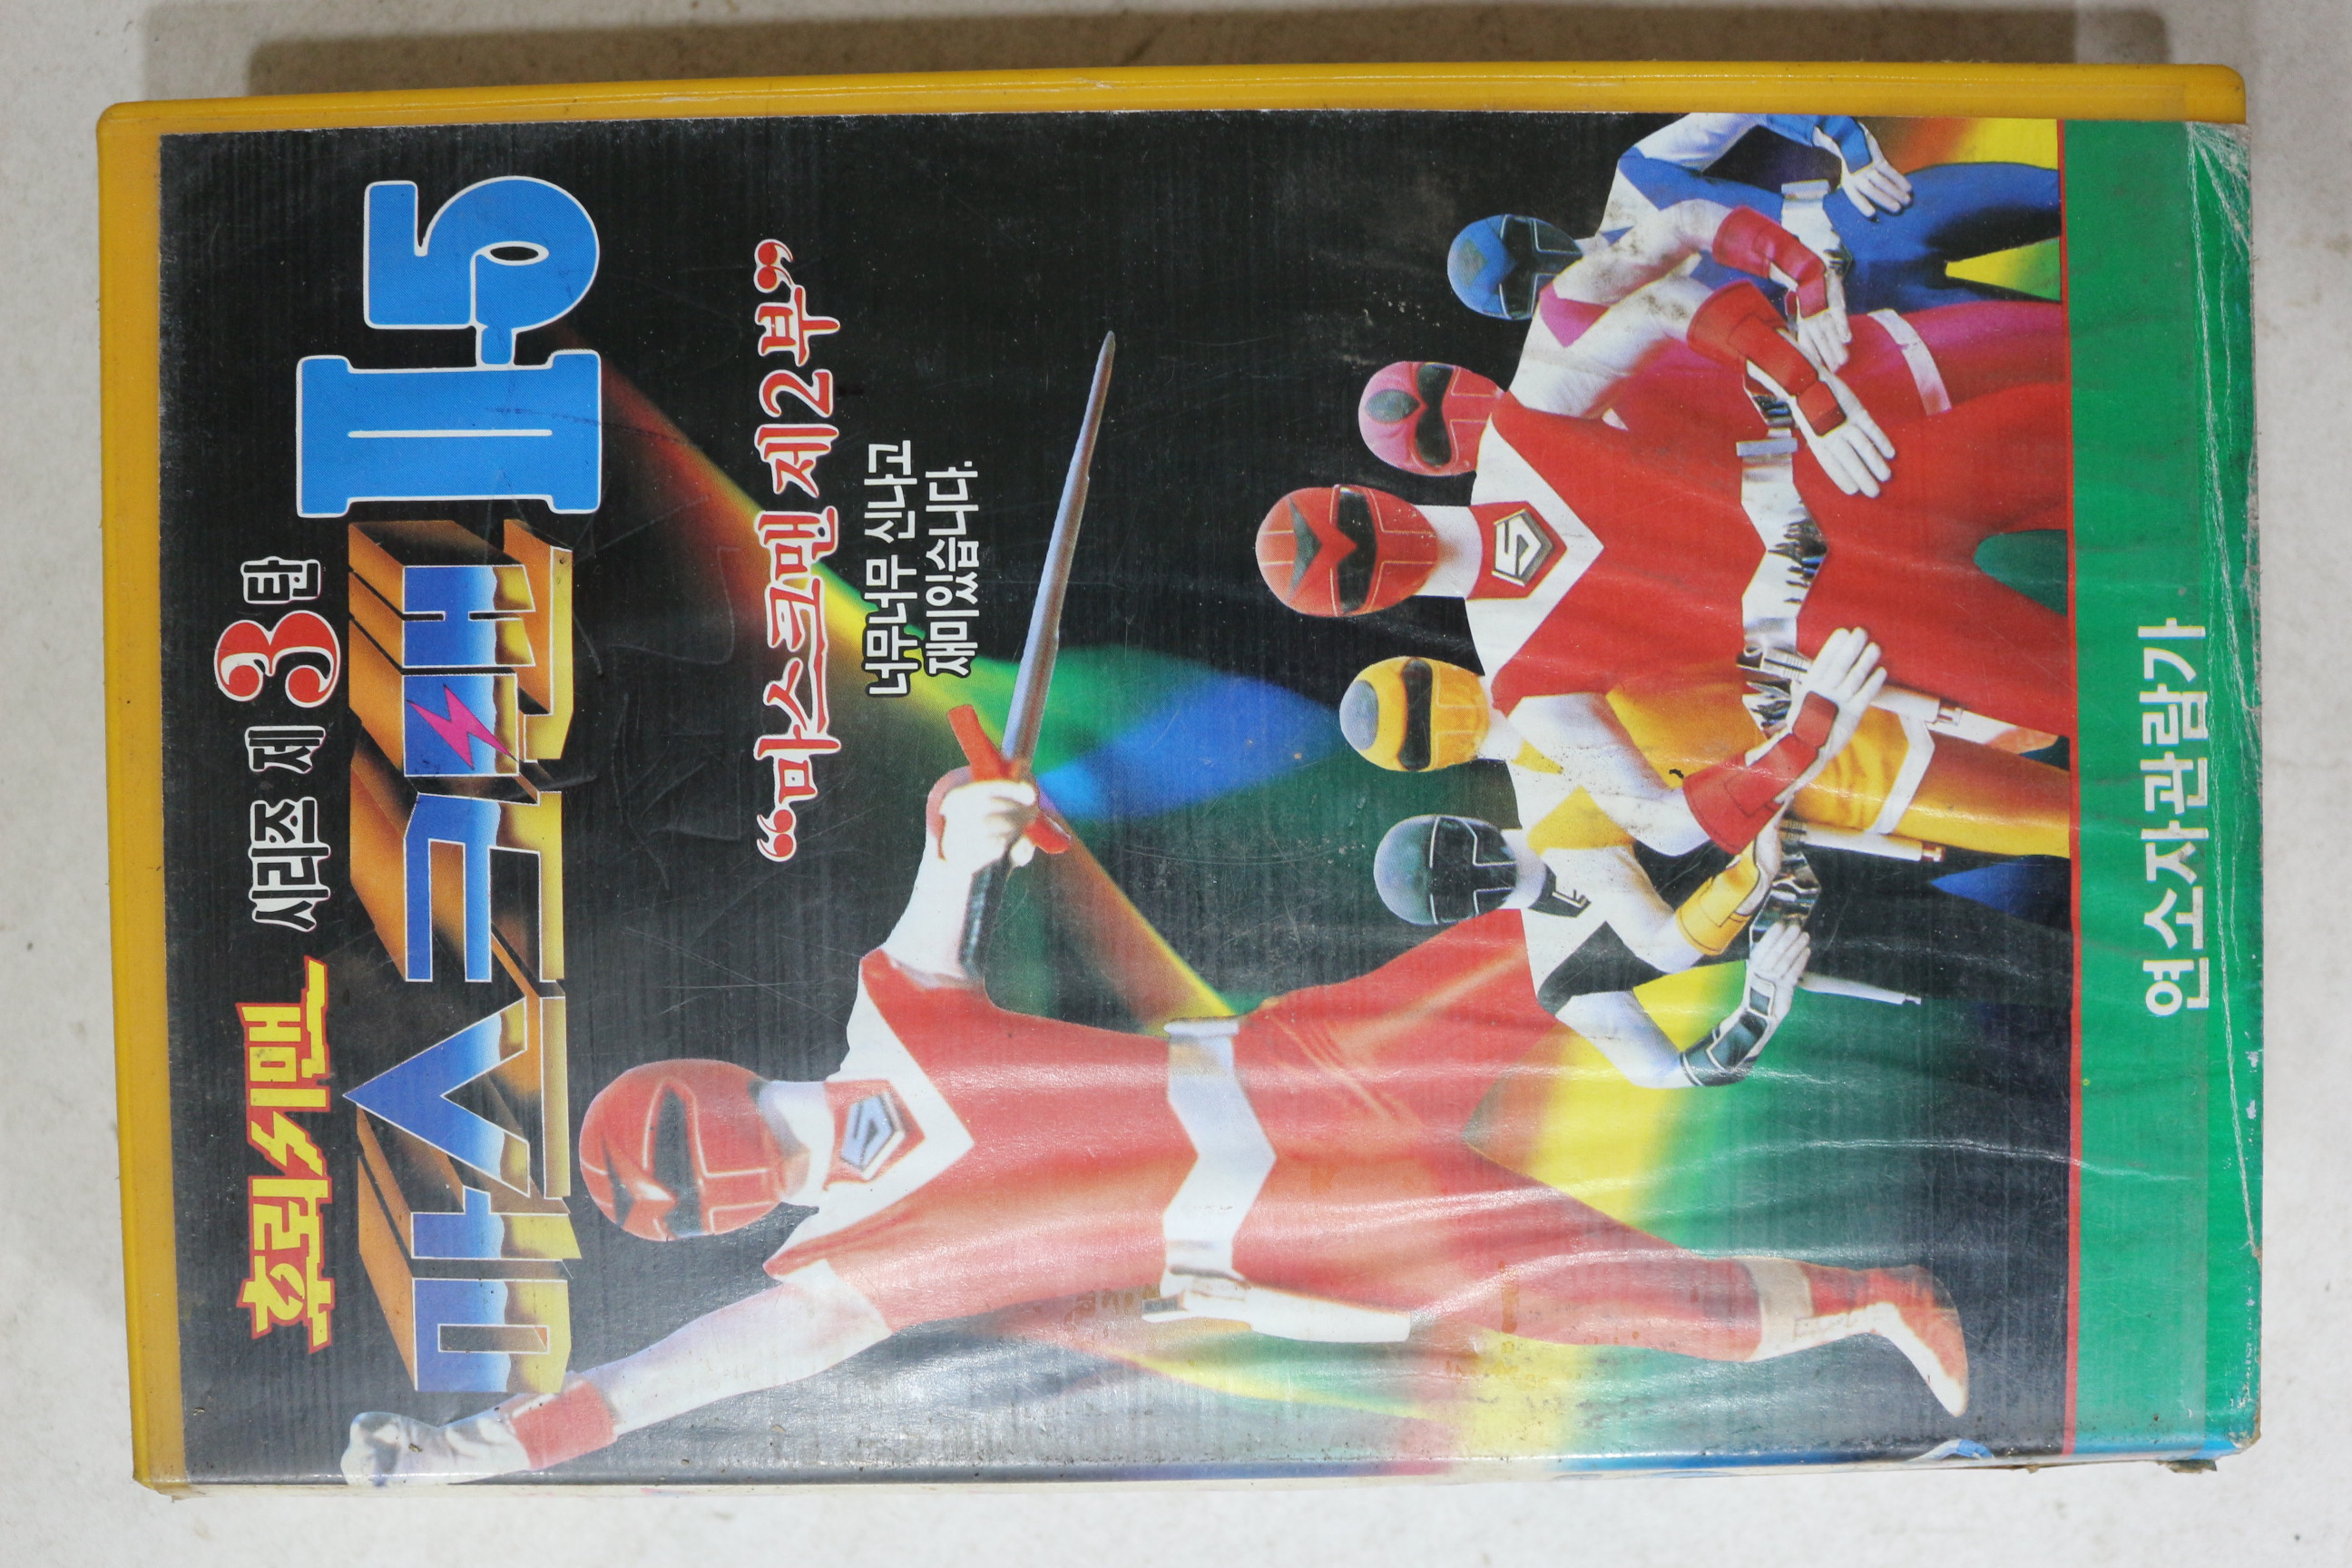 후뢰시맨 시리즈 제3탄
마스크맨 Ⅱ-5
“마스크맨 제2부”
너무너무 신나고
재미있습니다.
5
5
연소자관람가